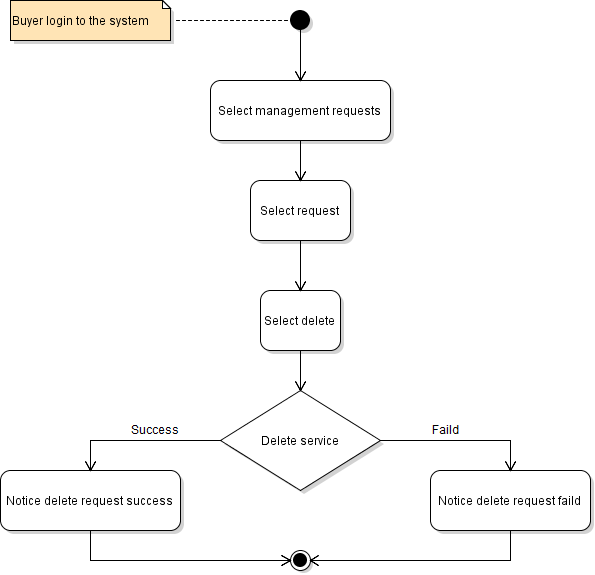 Buyer login to the system
Select management requests
Select request
Select delete
Delete service
Success
Faild
Notice delete request success
Notice delete request faild